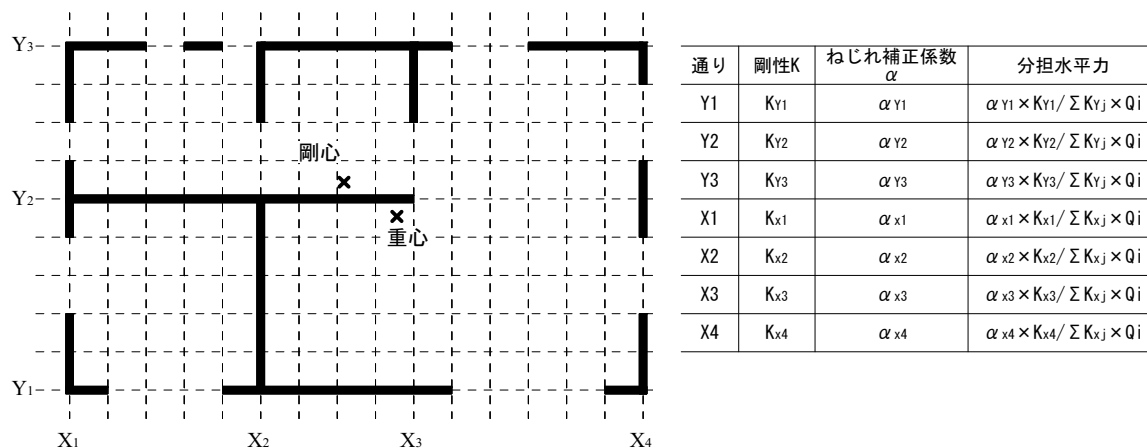 Y3
剛心
Y2
重心
Y1
X1 X2 X3 X4
通り 剛性K ねじれ補正係数α 分担水平力
Y1 KY1 αY1 αY1×KY1/ΣKYj×Qi
Y2 KY2 αY2 αY2×KY2/ΣKYj×Qi
Y3 KY3 αY3 αY3×KY3/ΣKYj×Qi
X1 Kx1 αx1 αx1×Kx1/ΣKxj×Qi
X2 Kx2 αx2 αx2×Kx2/ΣKxj×Qi
X3 Kx3 αx3 αx3×Kx3/ΣKxj×Qi
X4 Kx4 αx4 αx4×Kx4/ΣKxj×Qi